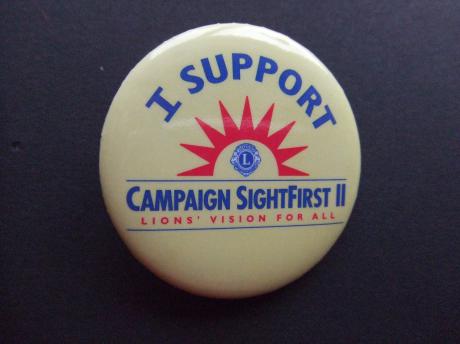 I SUPPORT
L
CAMPAIGN SIGHTFIRST II
LIONS' VISION FOR ALL